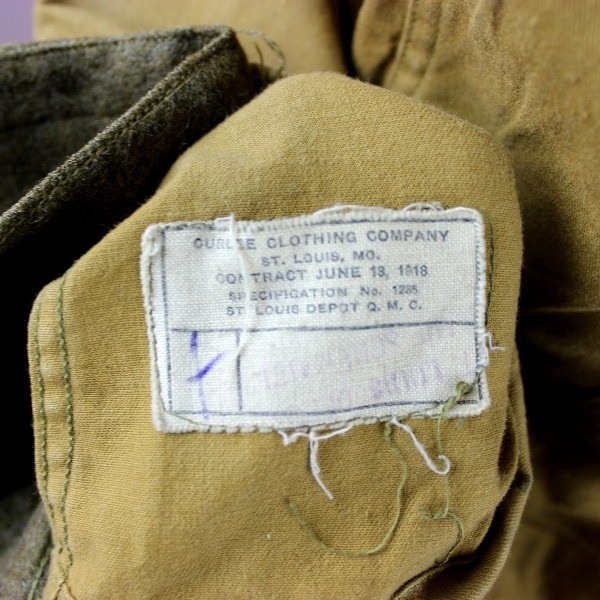 CURLEE CLOTHING COMPANY
ST. LOUIS, MO.
CONTRACT JUNE 18, 1918
SPECIFICATION No. 1285
ST. LOUIS DEPOT Q. M. C.